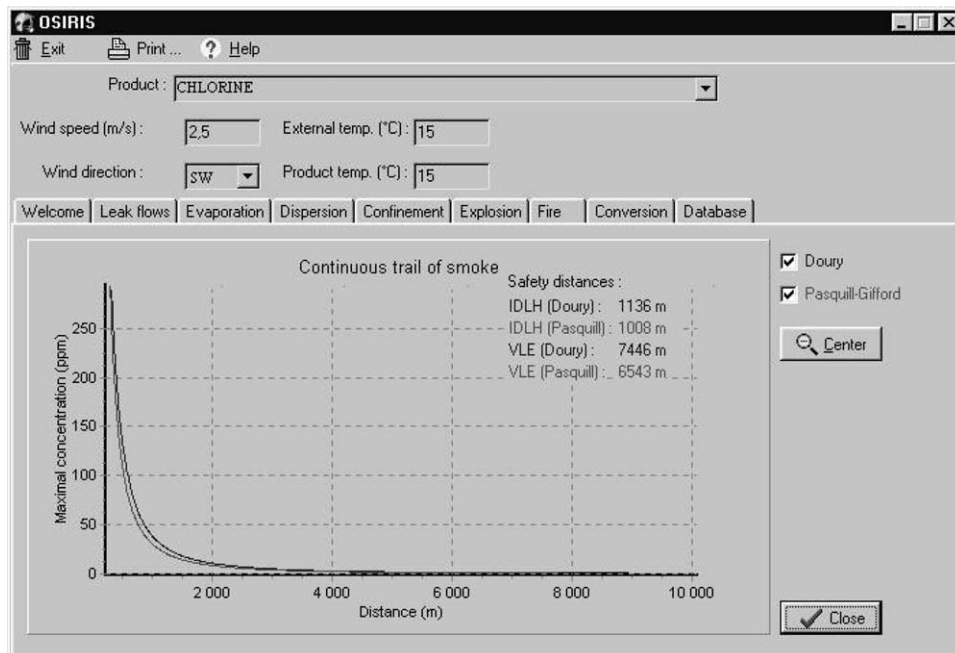 OSIRIS
Exit Print ... ? Help
Product : CHLORINE
Wind speed (m/s) : 2,5 External temp. (°C) : 15
Wind direction : SW Product temp. (°C) : 15
Welcome Leak flows Evaporation Dispersion Confinement Explosion Fire Conversion Database
Continuous trail of smoke
Safety distances :
IDLH (Doury) : 1136 m
IDLH (Pasquill) : 1008 m
VLE (Doury) : 7446 m
VLE (Pasquill) : 6543 m
Maximal concentration (ppm)
250
200
150
100
50
0
2 000 4 000 6 000 8 000 10 000
Distance (m)
Doury
Pasquill-Gifford
Center
Close